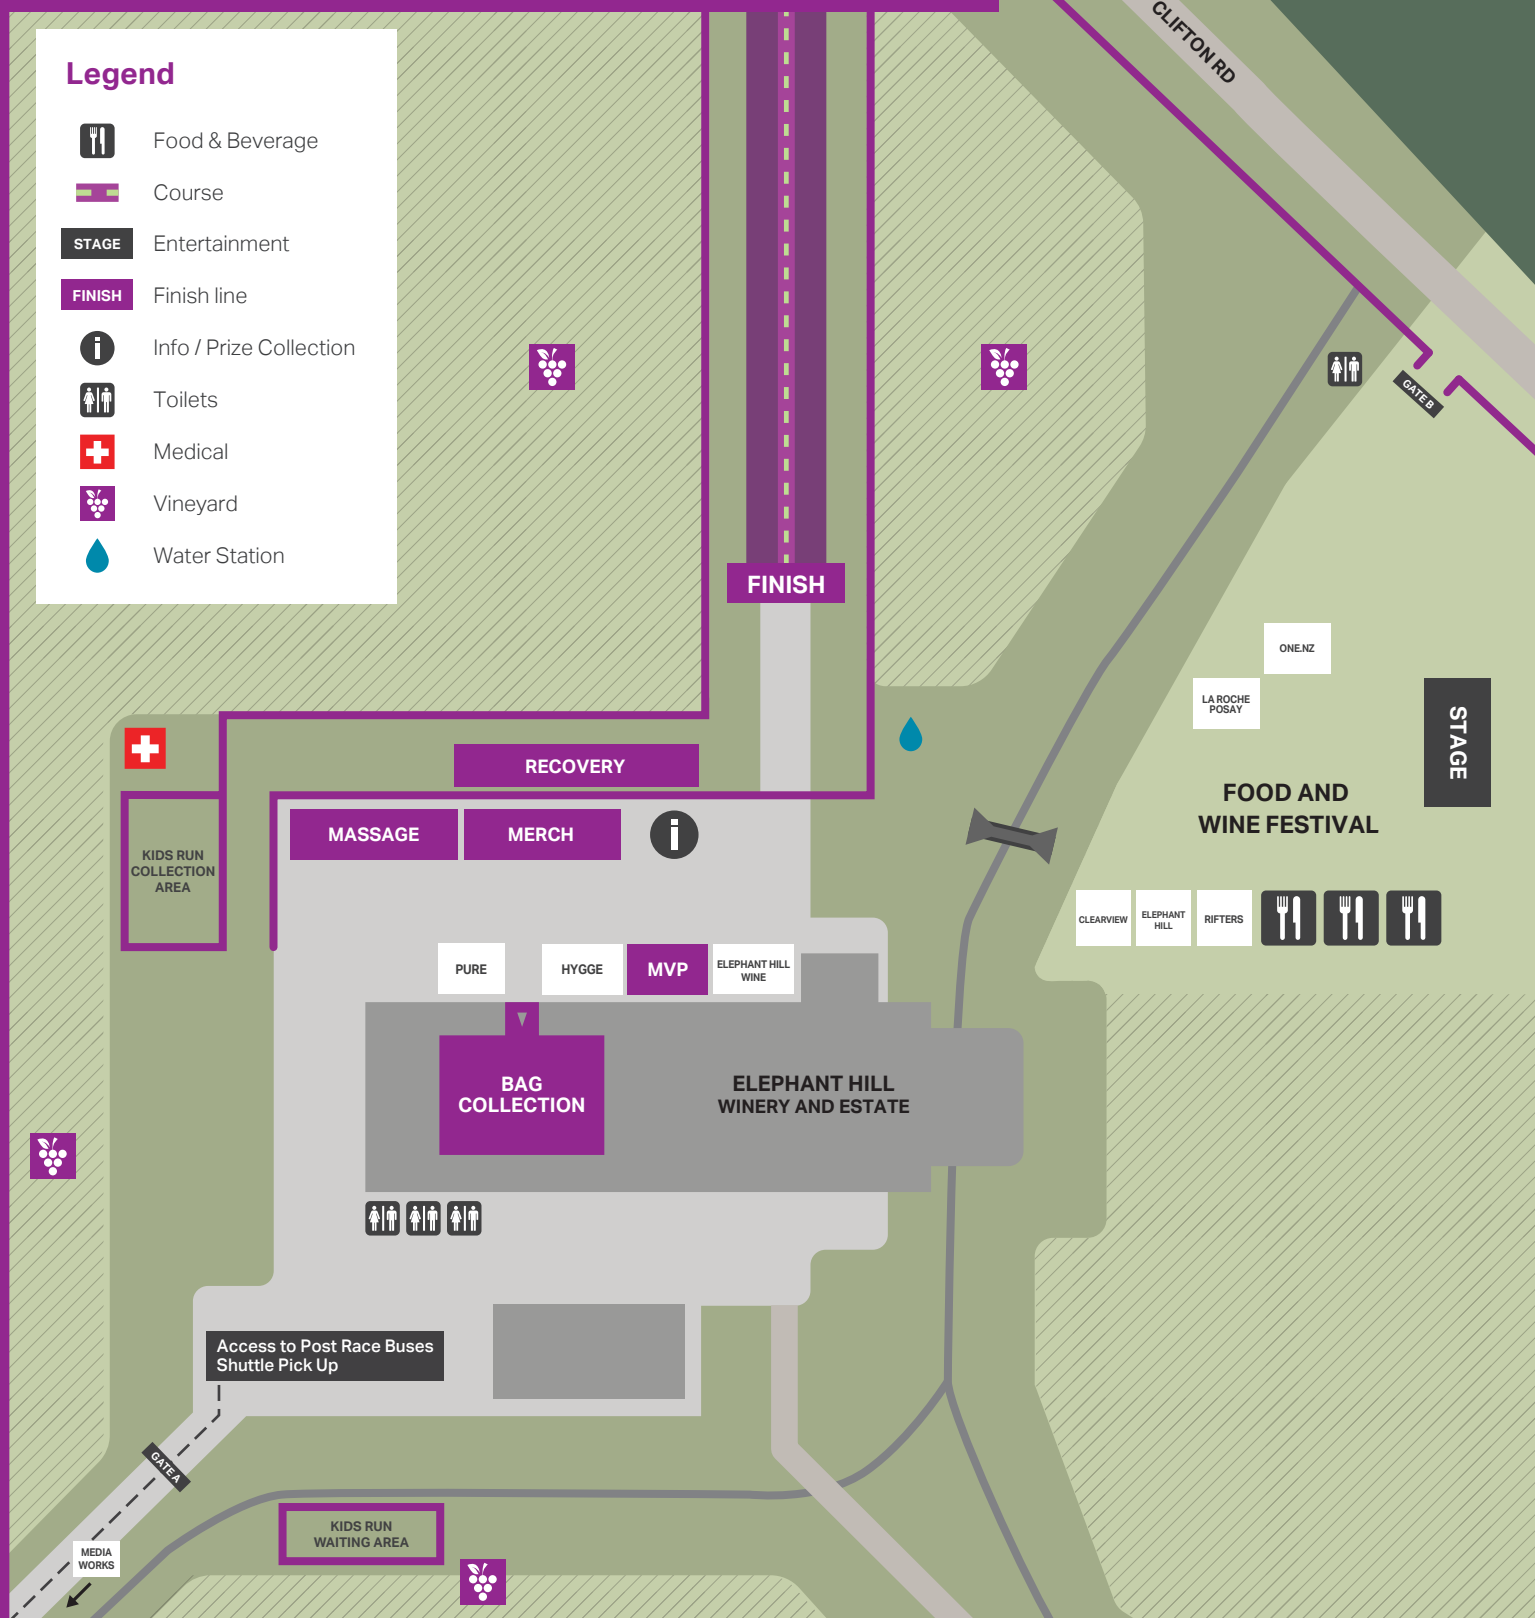 CLIFTON RD
Legend
Food & Beverage
Course
STAGE
Entertainment
FINISH
Finish line
i
Info / Prize Collection
Toilets
Medical
Vineyard
Water Station
GATE B
FINISH
ONE.NZ
LA ROCHE
POSAY
STAGE
FOOD AND
WINE FESTIVAL
RECOVERY
MASSAGE
MERCH
i
KIDS RUN
COLLECTION
AREA
CLEARVIEW
ELEPHANT
HILL
RIFTERS
PURE
HYGGE
MVP
ELEPHANT HILL
WINE
BAG
COLLECTION
ELEPHANT HILL
WINERY AND ESTATE
Access to Post Race Buses
Shuttle Pick Up
GATE A
KIDS RUN
WAITING AREA
MEDIA
WORKS